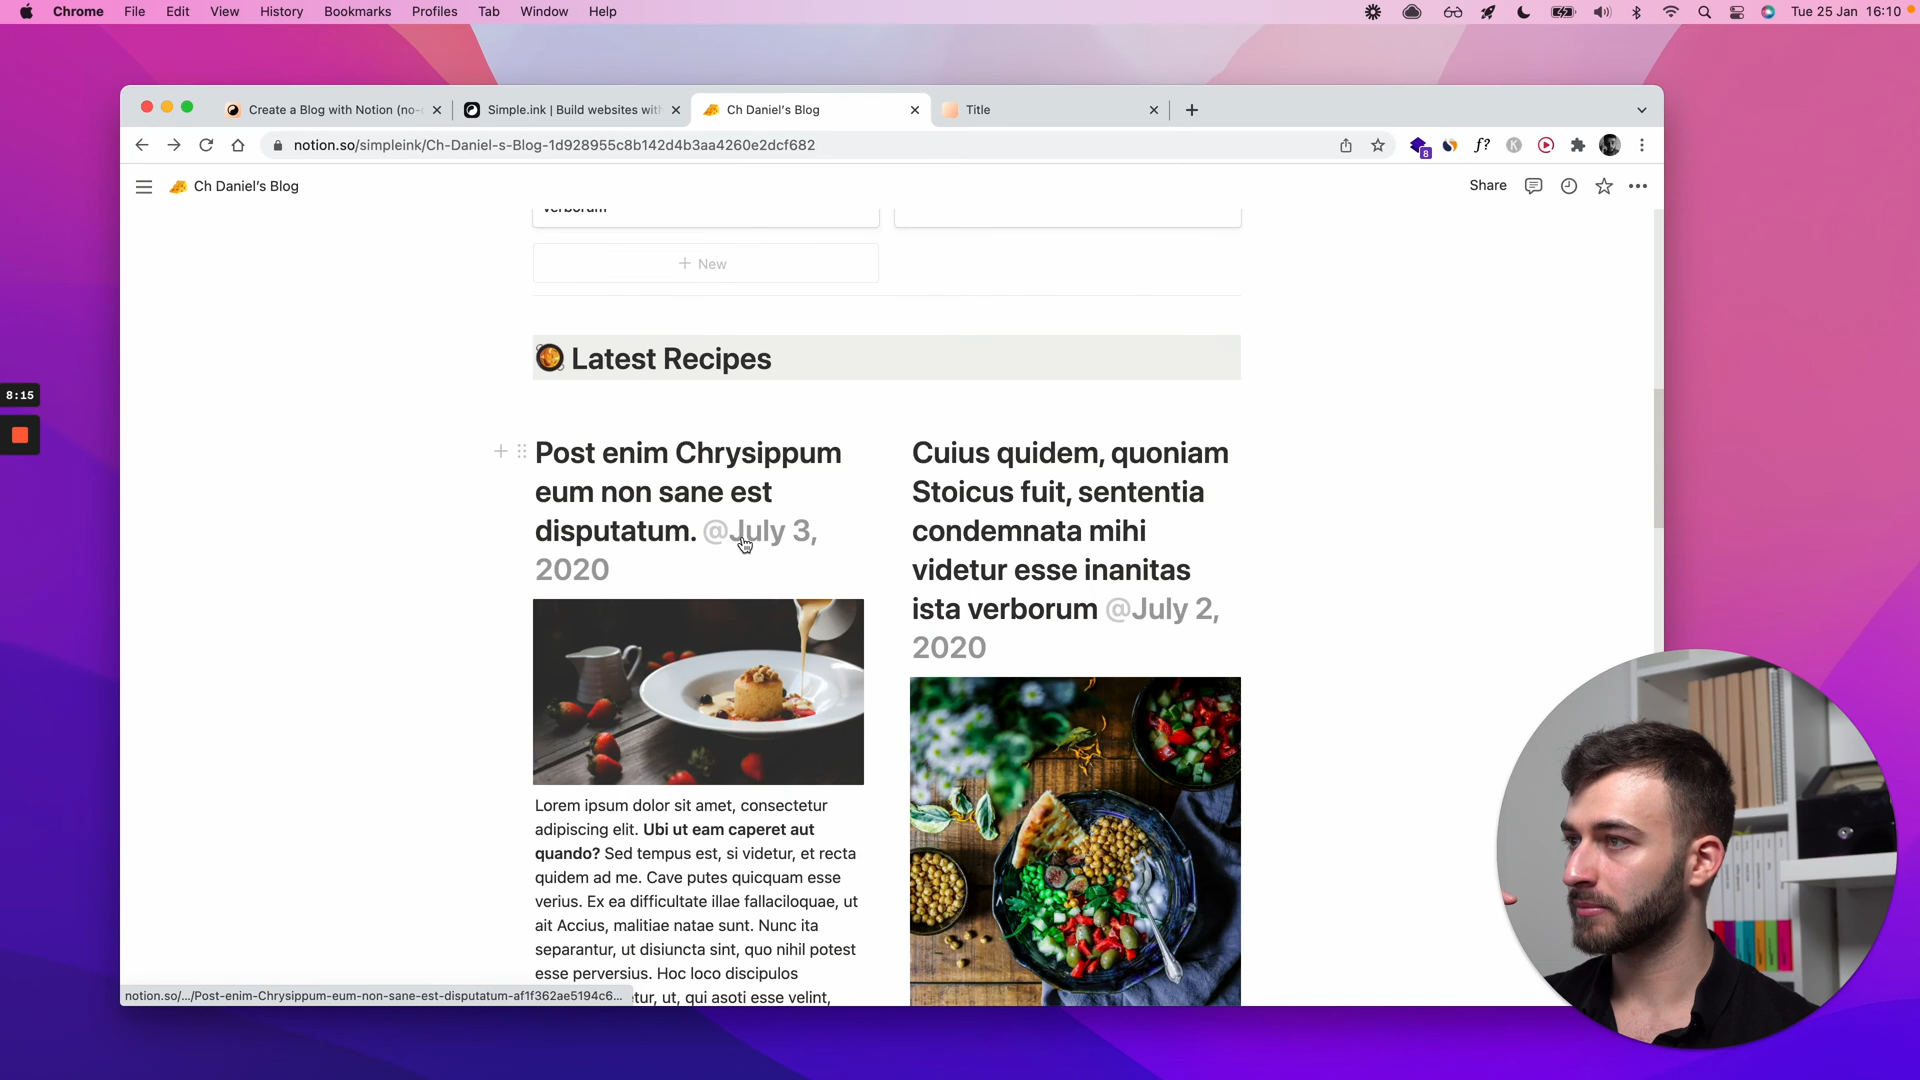 Chrome File Edit View History Bookmarks Profiles Tab Window Help
Tue 25 Jan 16:10
Create a Blog with Notion (no-
Simple.ink | Build websites with
Ch Daniel's Blog
Title
notion.so/simpleink/Ch-Daniel-s-Blog-1d928955c8b142d4b3aa4260e2dcf682
8
f?
K
Ch Daniel's Blog
Share
verborum
+ New
8:15
Latest Recipes
Post enim Chrysippum
eum non sane est
disputatum. @July 3,
2020
Lorem ipsum dolor sit amet, consectetur
adipiscing elit. Ubi ut eam caperet aut
quando? Sed tempus est, si videtur, et recta
quidem ad me. Cave putes quicquam esse
verius. Ex ea difficultate illae fallaciloquae, ut
ait Accius, malitiae natae sunt. Nunc ita
separantur, ut disiuncta sint, quo nihil potest
esse perversius. Hoc loco discipulos
tur, ut, qui asoti esse velint,
Cuius quidem, quoniam
Stoicus fuit, sententia
condemnata mihi
videtur esse inanitas
ista verborum @July 2,
2020
notion.so/.../Post-enim-Chrysippum-eum-non-sane-est-disputatum-af1f362ae5194c6...